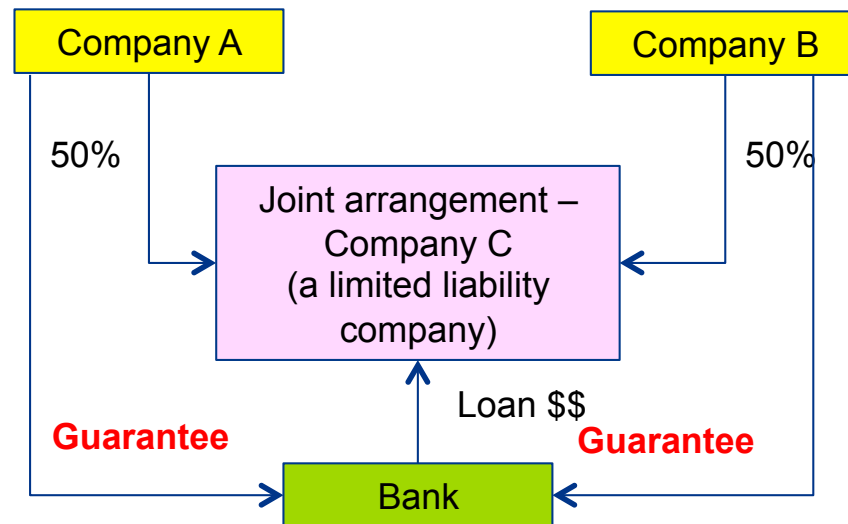 Company A
Company B
50%
50%
Joint arrangement –
Company C
(a limited liability
company)
Loan $$
Guarantee
Guarantee
Bank